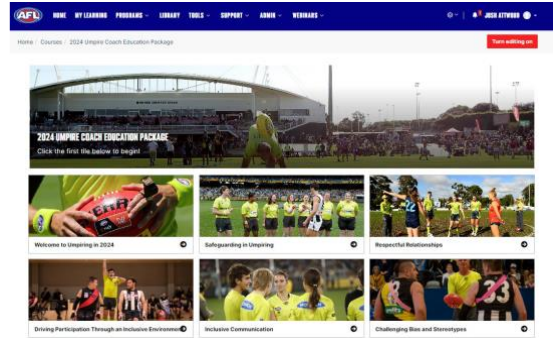 AFL HOME MY LEARNING PROGRAMS LIBRARY TOOLS SUPPORT ADMIN WEBINARS JOSH ATTWOOD
Home / Courses / 2024 Umpire Coach Education Package
Turn editing on
2024 UMPIRE COACH EDUCATION PACKAGE
Click the first tile below to begin!
Welcome to Umpiring in 2024
Safeguarding in Umpiring
Respectful Relationships
33
Driving Participation Through an Inclusive Environment
Inclusive Communication
Challenging Bias and Stereotypes